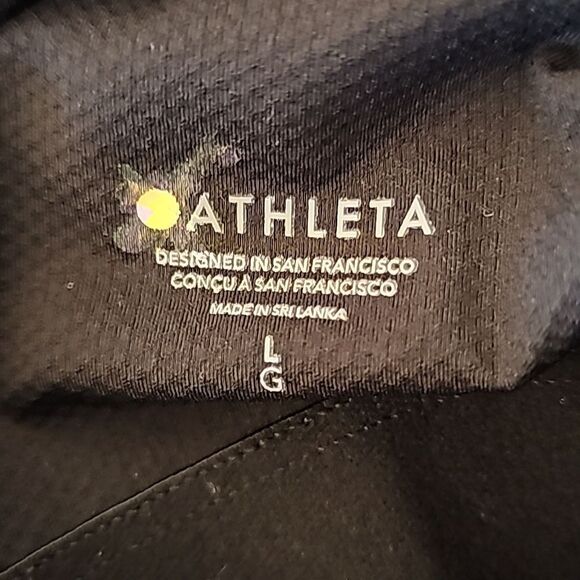 ATHLETA
DESIGNED IN SAN FRANCISCO
CONÇU À SAN FRANCISCO
MADE IN SRI LANKA
L
G